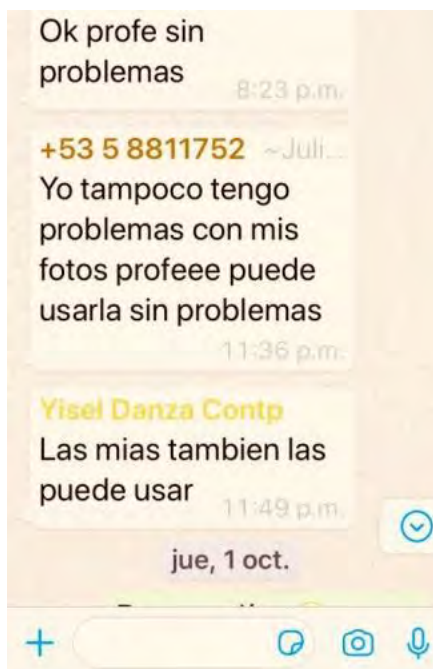 Ok profe sin
problemas
8:23 p.m.
+53 5 8811752 ~Juli...
Yo tampoco tengo
problemas con mis
fotos profeee puede
usarla sin problemas
11:36 p.m.
Yisel Danza Contp
Las mias tambien las
puede usar
11:49 p.m.
jue, 1 oct.